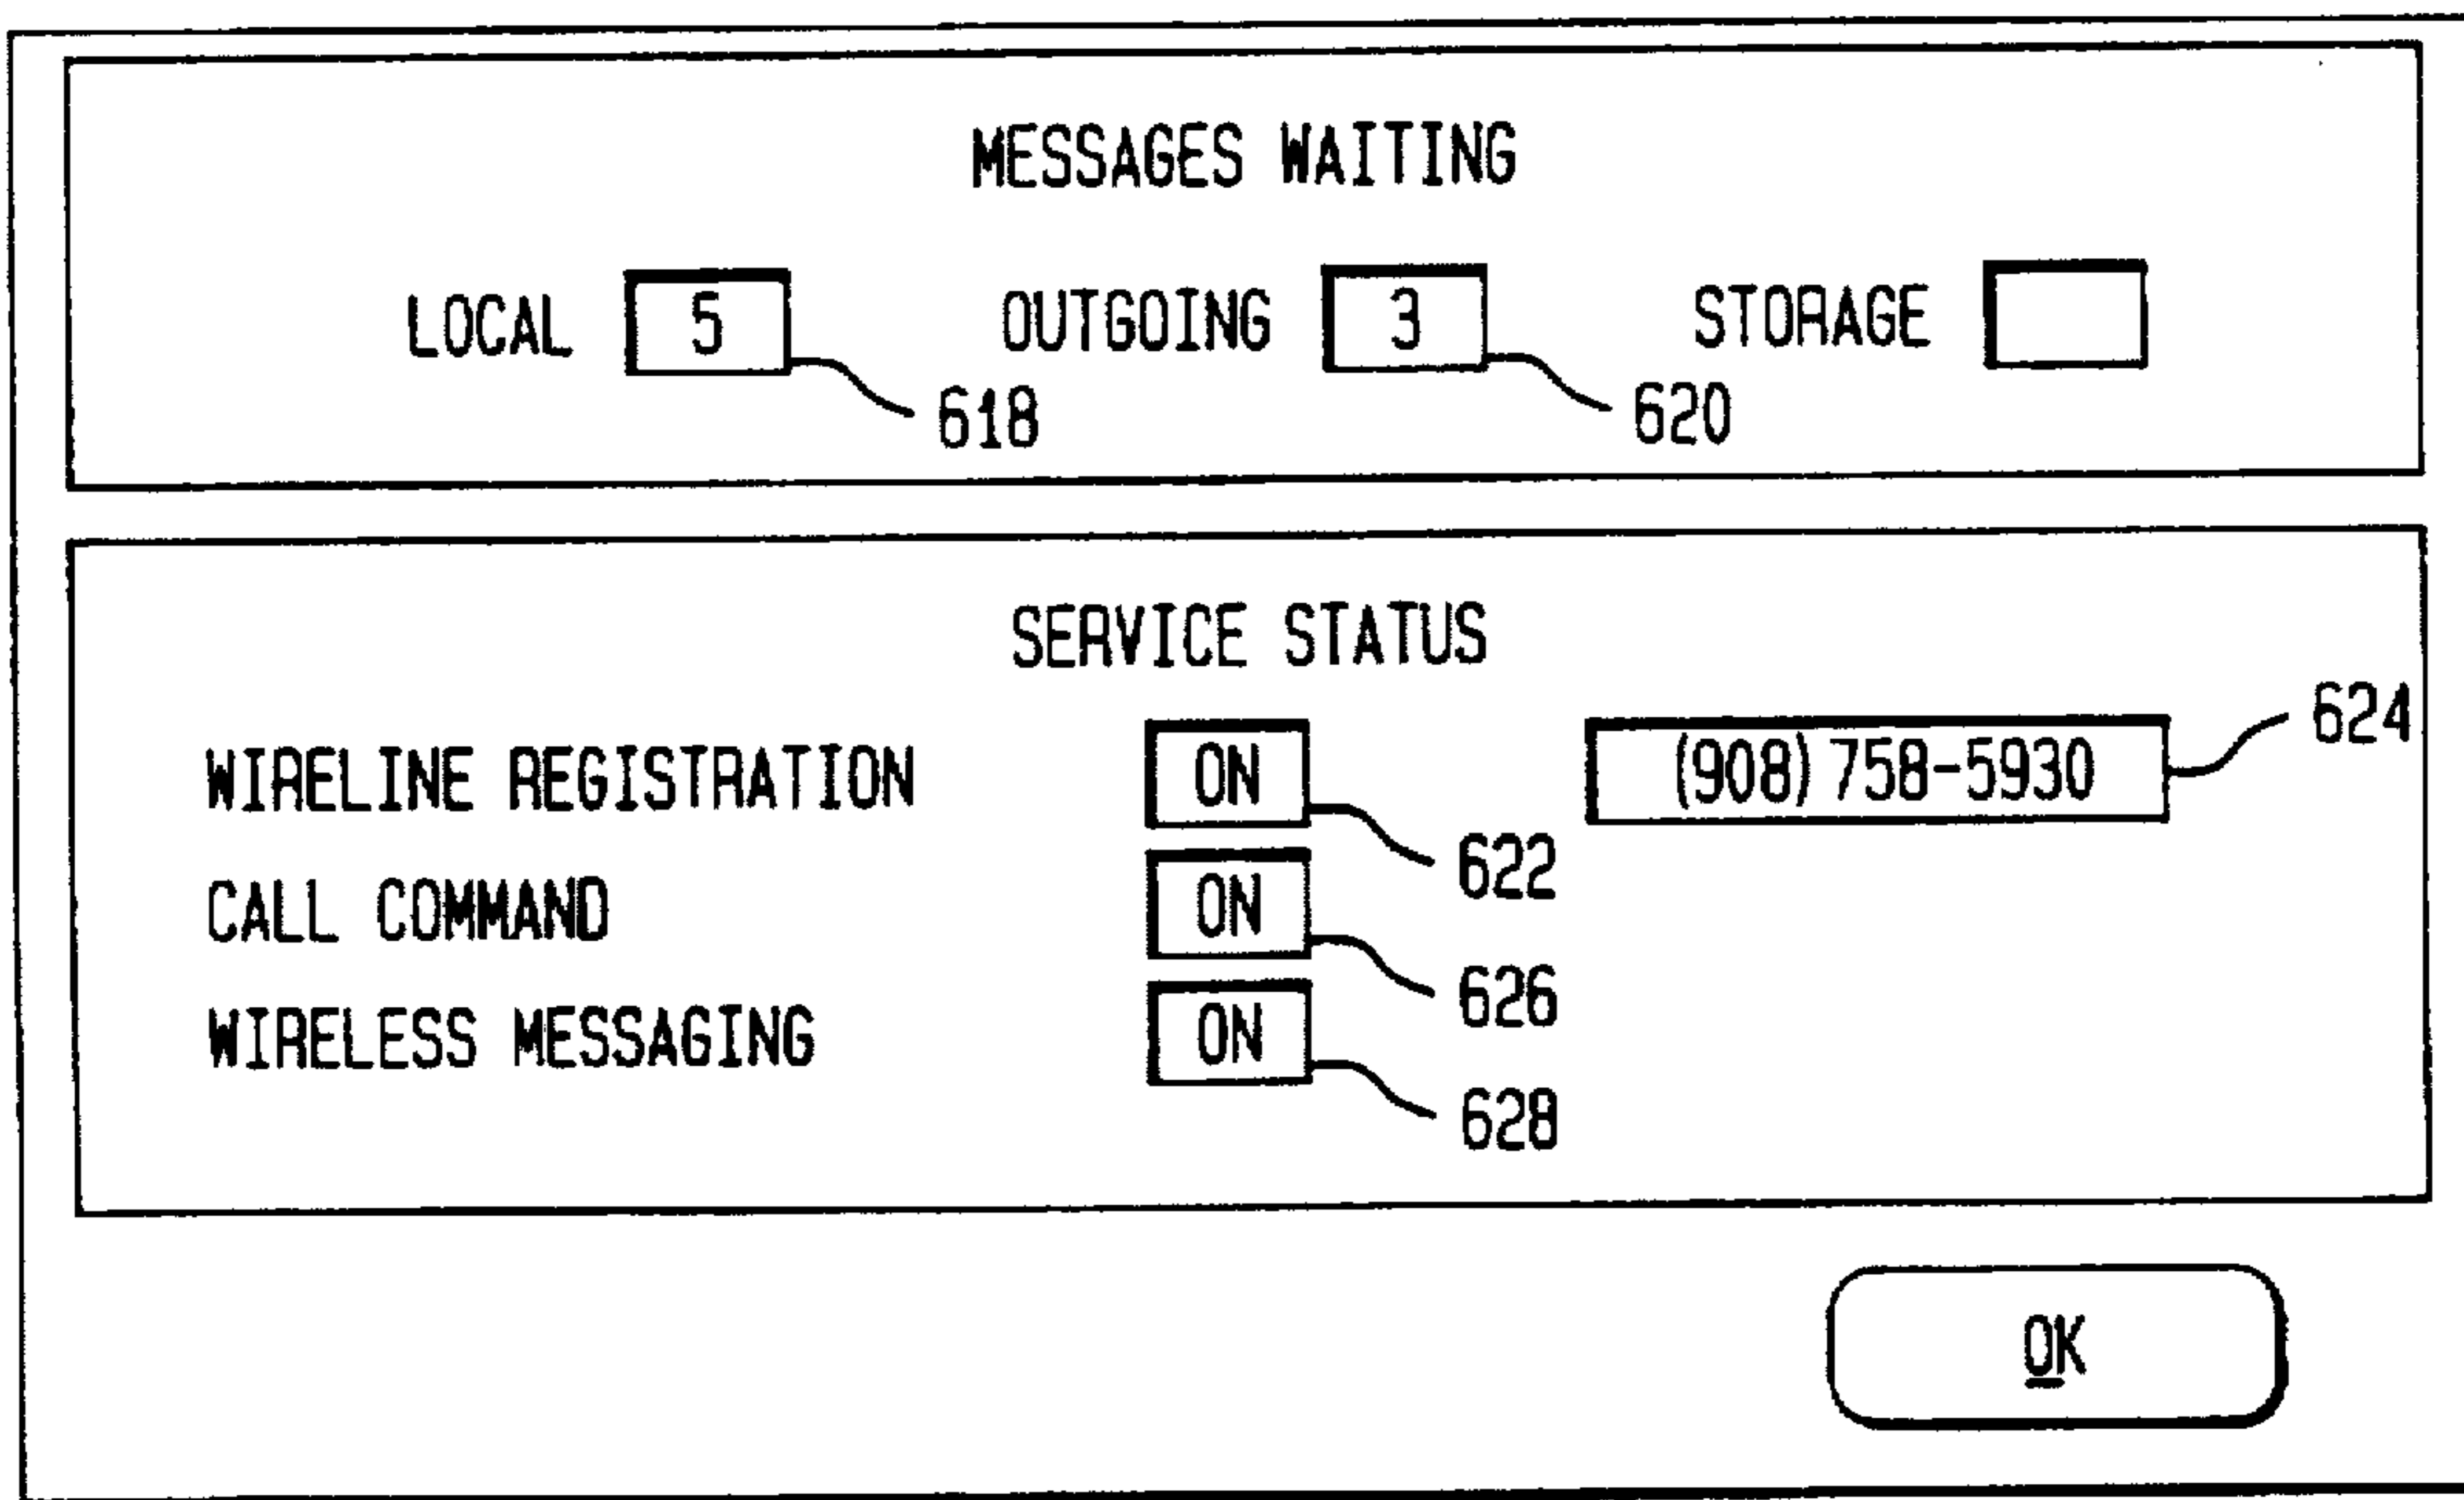 MESSAGES WAITING
LOCAL 5 OUTGOING 3 STORAGE
618 620
SERVICE STATUS
624
WIRELINE REGISTRATION ON (908) 758-5930
622
CALL COMMAND ON
626
WIRELESS MESSAGING ON
628
OK